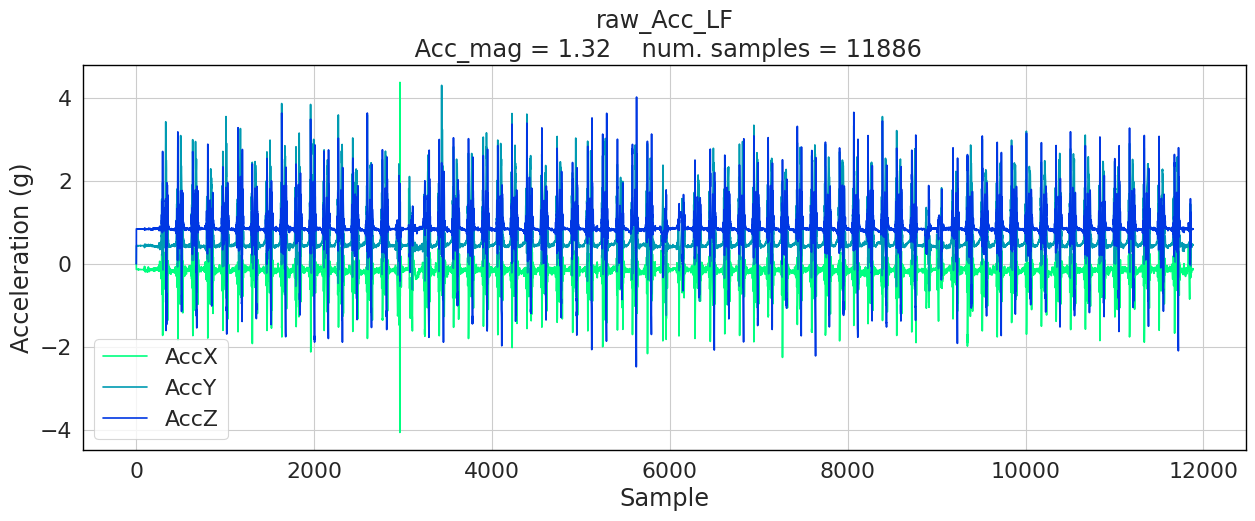 raw_Acc_LF
Acc_mag = 1.32    num. samples = 11886
Acceleration (g)
4
2
0
−2
−4
AccX
AccY
AccZ
0 2000 4000 6000 8000 10000 12000
Sample